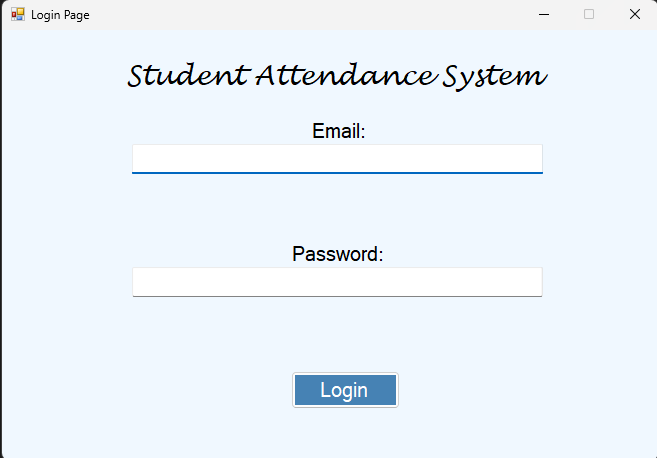 Login Page
Student Attendance System
Email:
Password:
Login